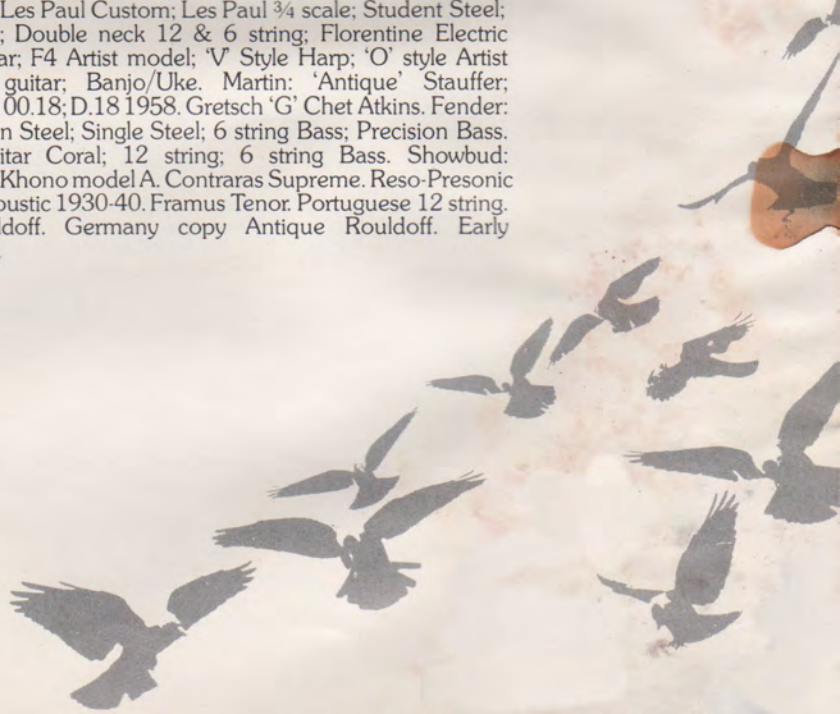 Les Paul Custom; Les Paul ¾ scale; Student Steel;
; Double neck 12 & 6 string; Florentine Electric
ar; F4 Artist model; ‘V’ Style Harp; ‘O’ style Artist
guitar; Banjo/Uke. Martin: ‘Antique’ Stauffer;
00.18; D.18 1958. Gretsch ‘G’ Chet Atkins. Fender:
n Steel; Single Steel; 6 string Bass; Precision Bass.
itar Coral; 12 string; 6 string Bass. Showbud:
Khono model A. Contraras Supreme. Reso-Presonic
oustic 1930-40. Framus Tenor. Portuguese 12 string.
ldoff. Germany copy Antique Rouldoff. Early